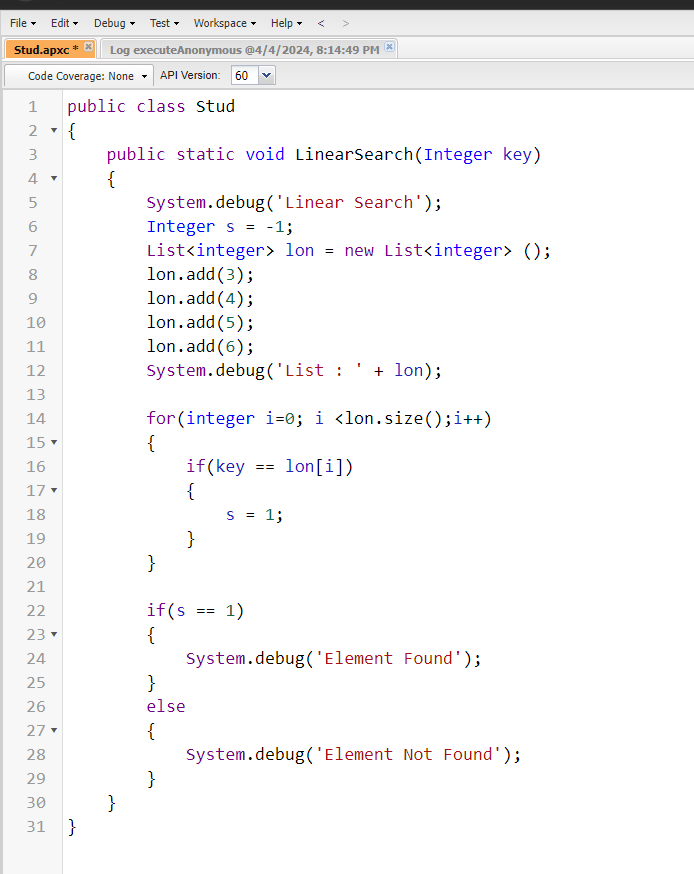 File Edit Debug Test Workspace Help < >
Stud.apxc * Log executeAnonymous @4/4/2024, 8:14:49 PM
Code Coverage: None API Version: 60
1 public class Stud
2 {
3 public static void LinearSearch(Integer key)
4 {
5 System.debug('Linear Search');
6 Integer s = -1;
7 List<integer> lon = new List<integer> ();
8 lon.add(3);
9 lon.add(4);
10 lon.add(5);
11 lon.add(6);
12 System.debug('List : ' + lon);
13
14 for(integer i=0; i <lon.size();i++)
15 {
16 if(key == lon[i])
17 {
18 s = 1;
19 }
20 }
21
22 if(s == 1)
23 {
24 System.debug('Element Found');
25 }
26 else
27 {
28 System.debug('Element Not Found');
29 }
30 }
31 }